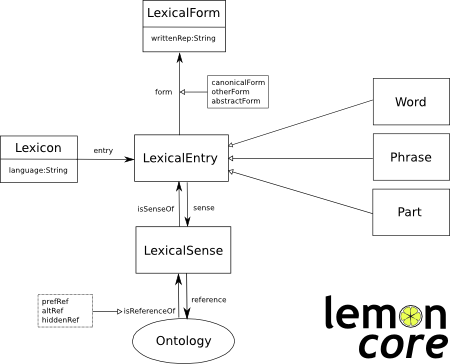 LexicalForm
writtenRep:String
form
canonicalForm
otherForm
abstractForm
Word
Lexicon
language:String
entry
LexicalEntry
Phrase
isSenseOf
sense
Part
LexicalSense
prefRef
altRef
hiddenRef
isReferenceOf
reference
Ontology
lemon
core